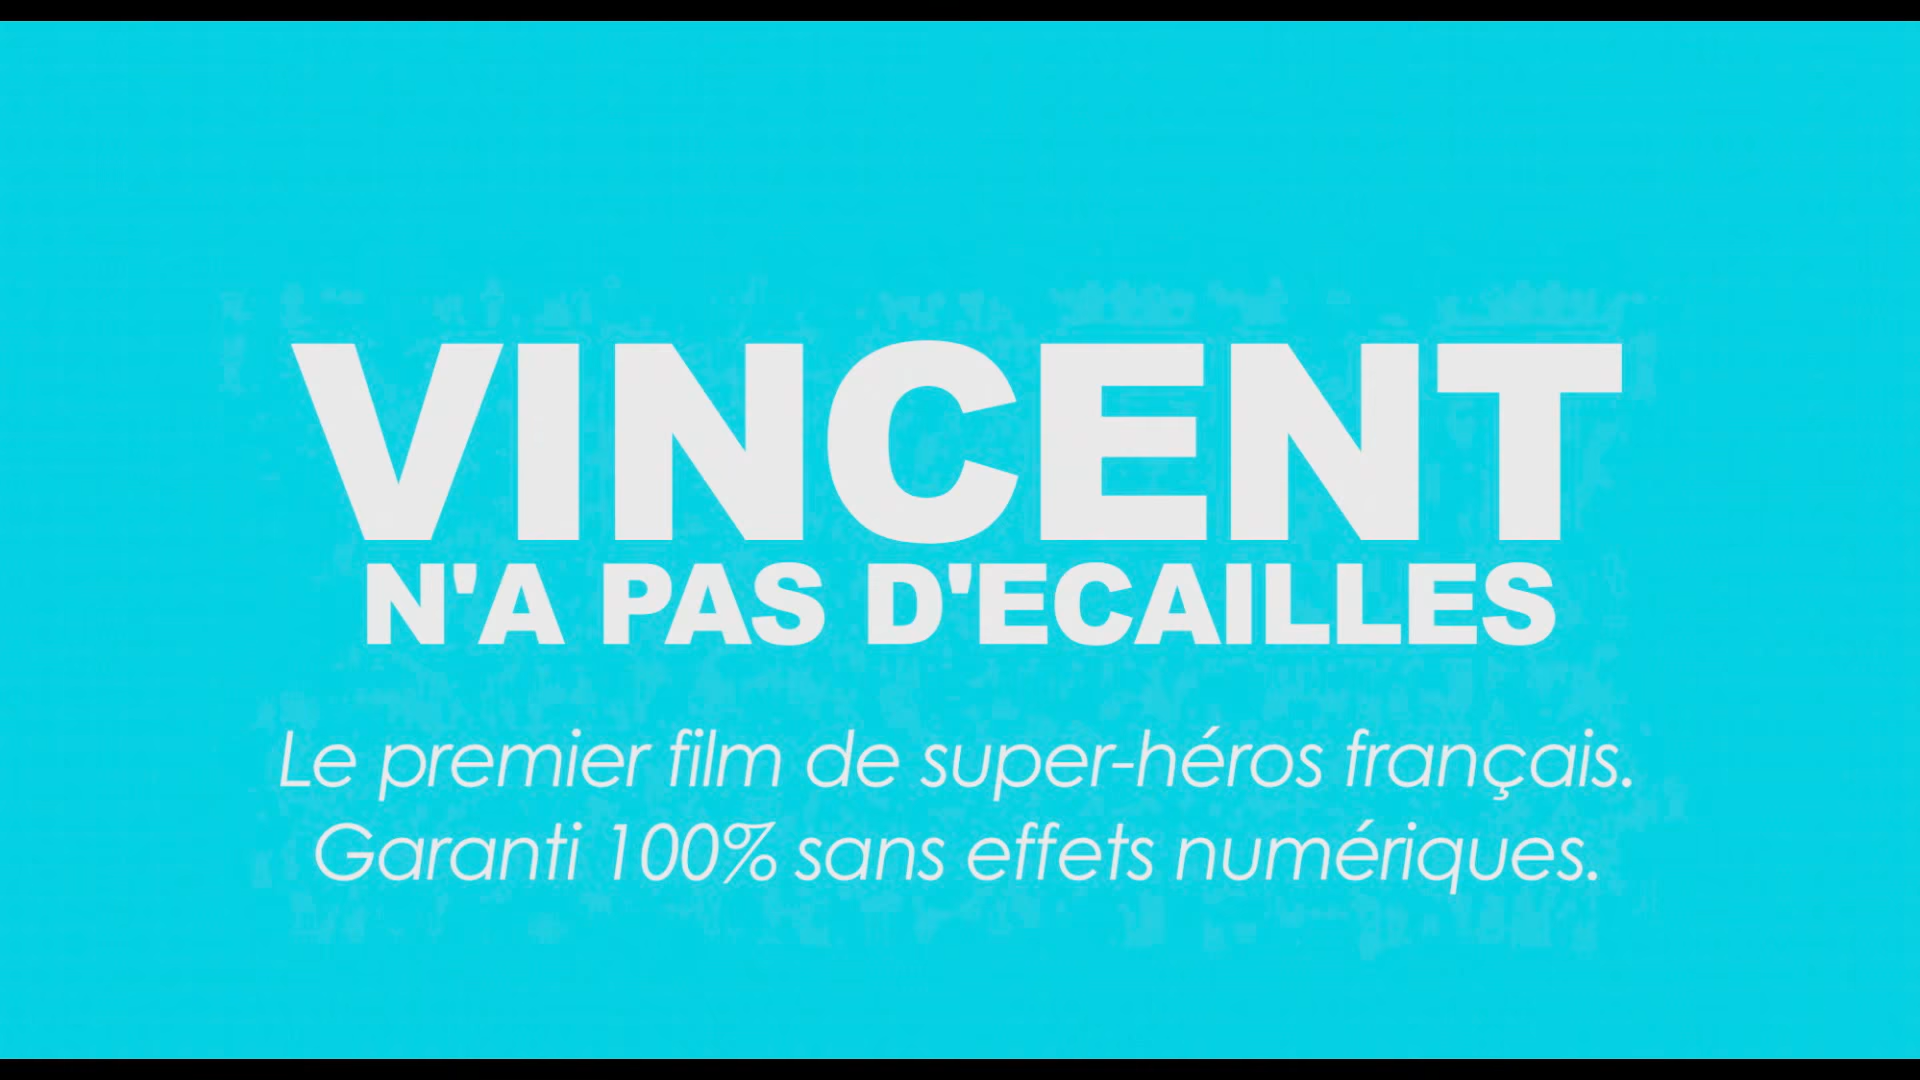 VINCENT
N'A PAS D'ECAILLES
Le premier film de super-héros français.
Garanti 100% sans effets numériques.